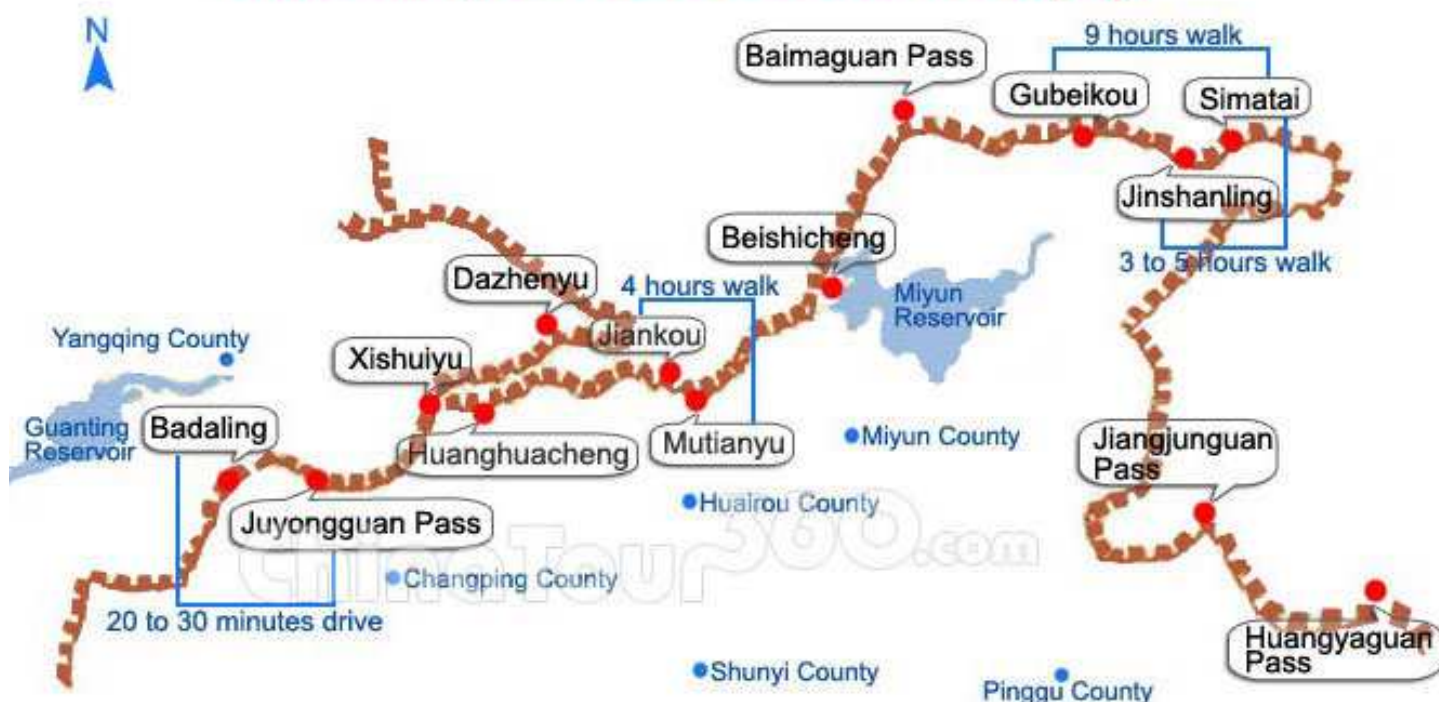 N
9 hours walk
Baimaguan Pass
Gubeikou
Simatai
Jinshanling
Beishicheng
3 to 5 hours walk
Dazhenyu
4 hours walk
Miyun
Reservoir
Jiankou
Yangqing County
Xishuiyu
Guanting
Reservoir
Badaling
Huanghuacheng
Mutianyu
Miyun County
Jiangjunguan
Pass
Huairou County
Juyongguan Pass
ChinaTour360.com
Changping County
20 to 30 minutes drive
Huangyaguan
Pass
Shunyi County
Pinggu County